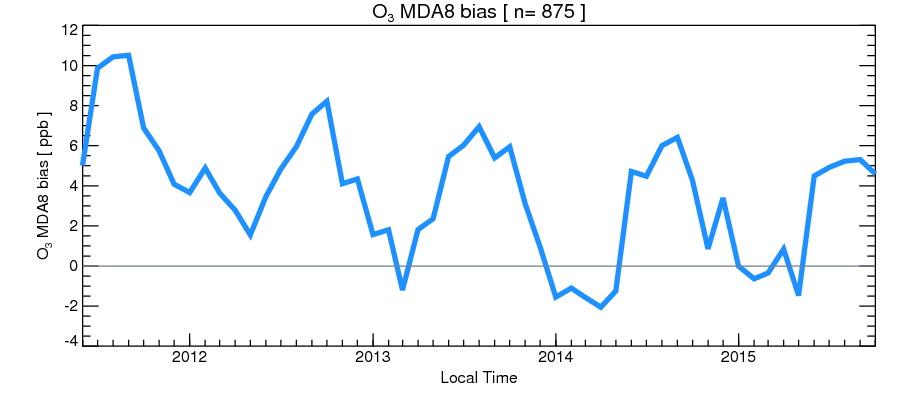 O₃ MDA8 bias [ n= 875 ]
O₃ MDA8 bias [ ppb ]
12
10
8
6
4
2
0
-2
-4
2012 2013 2014 2015
Local Time